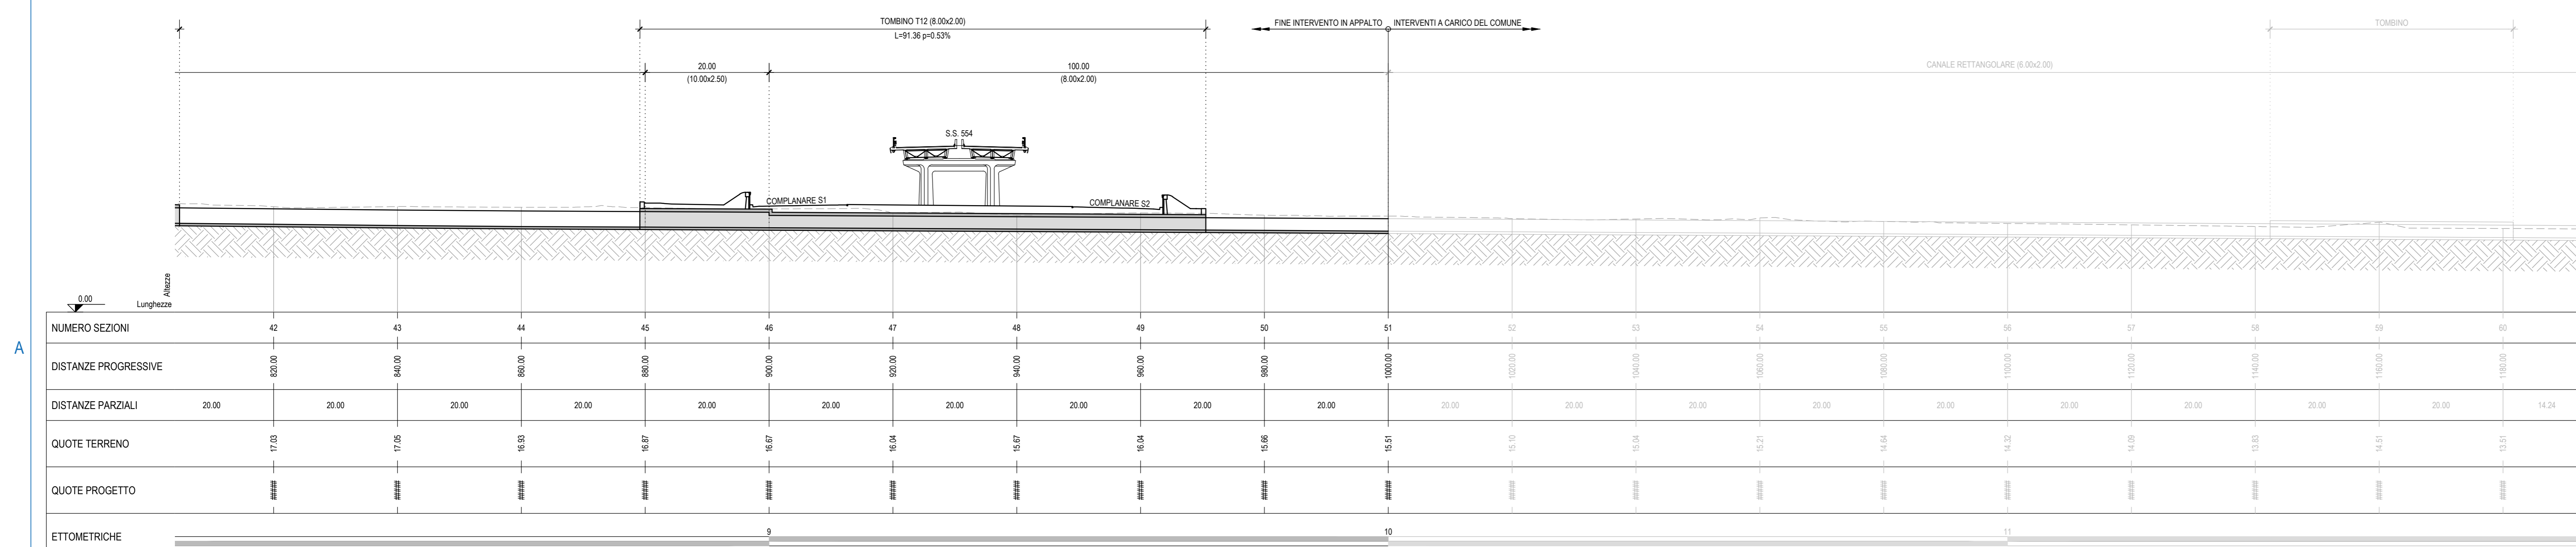 TOMBINO T12 (8.00x2.00)
L=91.36 p=0.53%
FINE INTERVENTO IN APPALTO INTERVENTI A CARICO DEL COMUNE
TOMBINO
20.00
(10.00x2.50)
100.00
(8.00x2.00)
CANALE RETTANGOLARE (6.00x2.00)
S.S. 554
COMPLANARE S1
COMPLANARE S2
Altezze
Lunghezze
0.00
A
NUMERO SEZIONI 42 43 44 45 46 47 48 49 50 51 52 53 54 55 56 57 58 59 60
DISTANZE PROGRESSIVE 820.00 840.00 860.00 880.00 900.00 920.00 940.00 960.00 980.00 1000.00 1020.00 1040.00 1060.00 1080.00 1100.00 1120.00 1140.00 1160.00 1180.00
DISTANZE PARZIALI 20.00 20.00 20.00 20.00 20.00 20.00 20.00 20.00 20.00 20.00 20.00 20.00 20.00 20.00 20.00 20.00 20.00 20.00 20.00 14.24
QUOTE TERRENO 17.03 17.05 16.93 16.87 16.67 16.04 15.67 16.04 15.66 15.51 15.10 15.04 15.21 14.64 14.32 14.09 13.83 14.51 13.51
QUOTE PROGETTO ##### ##### ##### ##### ##### ##### ##### ##### ##### ##### ##### ##### ##### ##### ##### ##### ##### ##### #####
ETTOMETRICHE 9 10 11